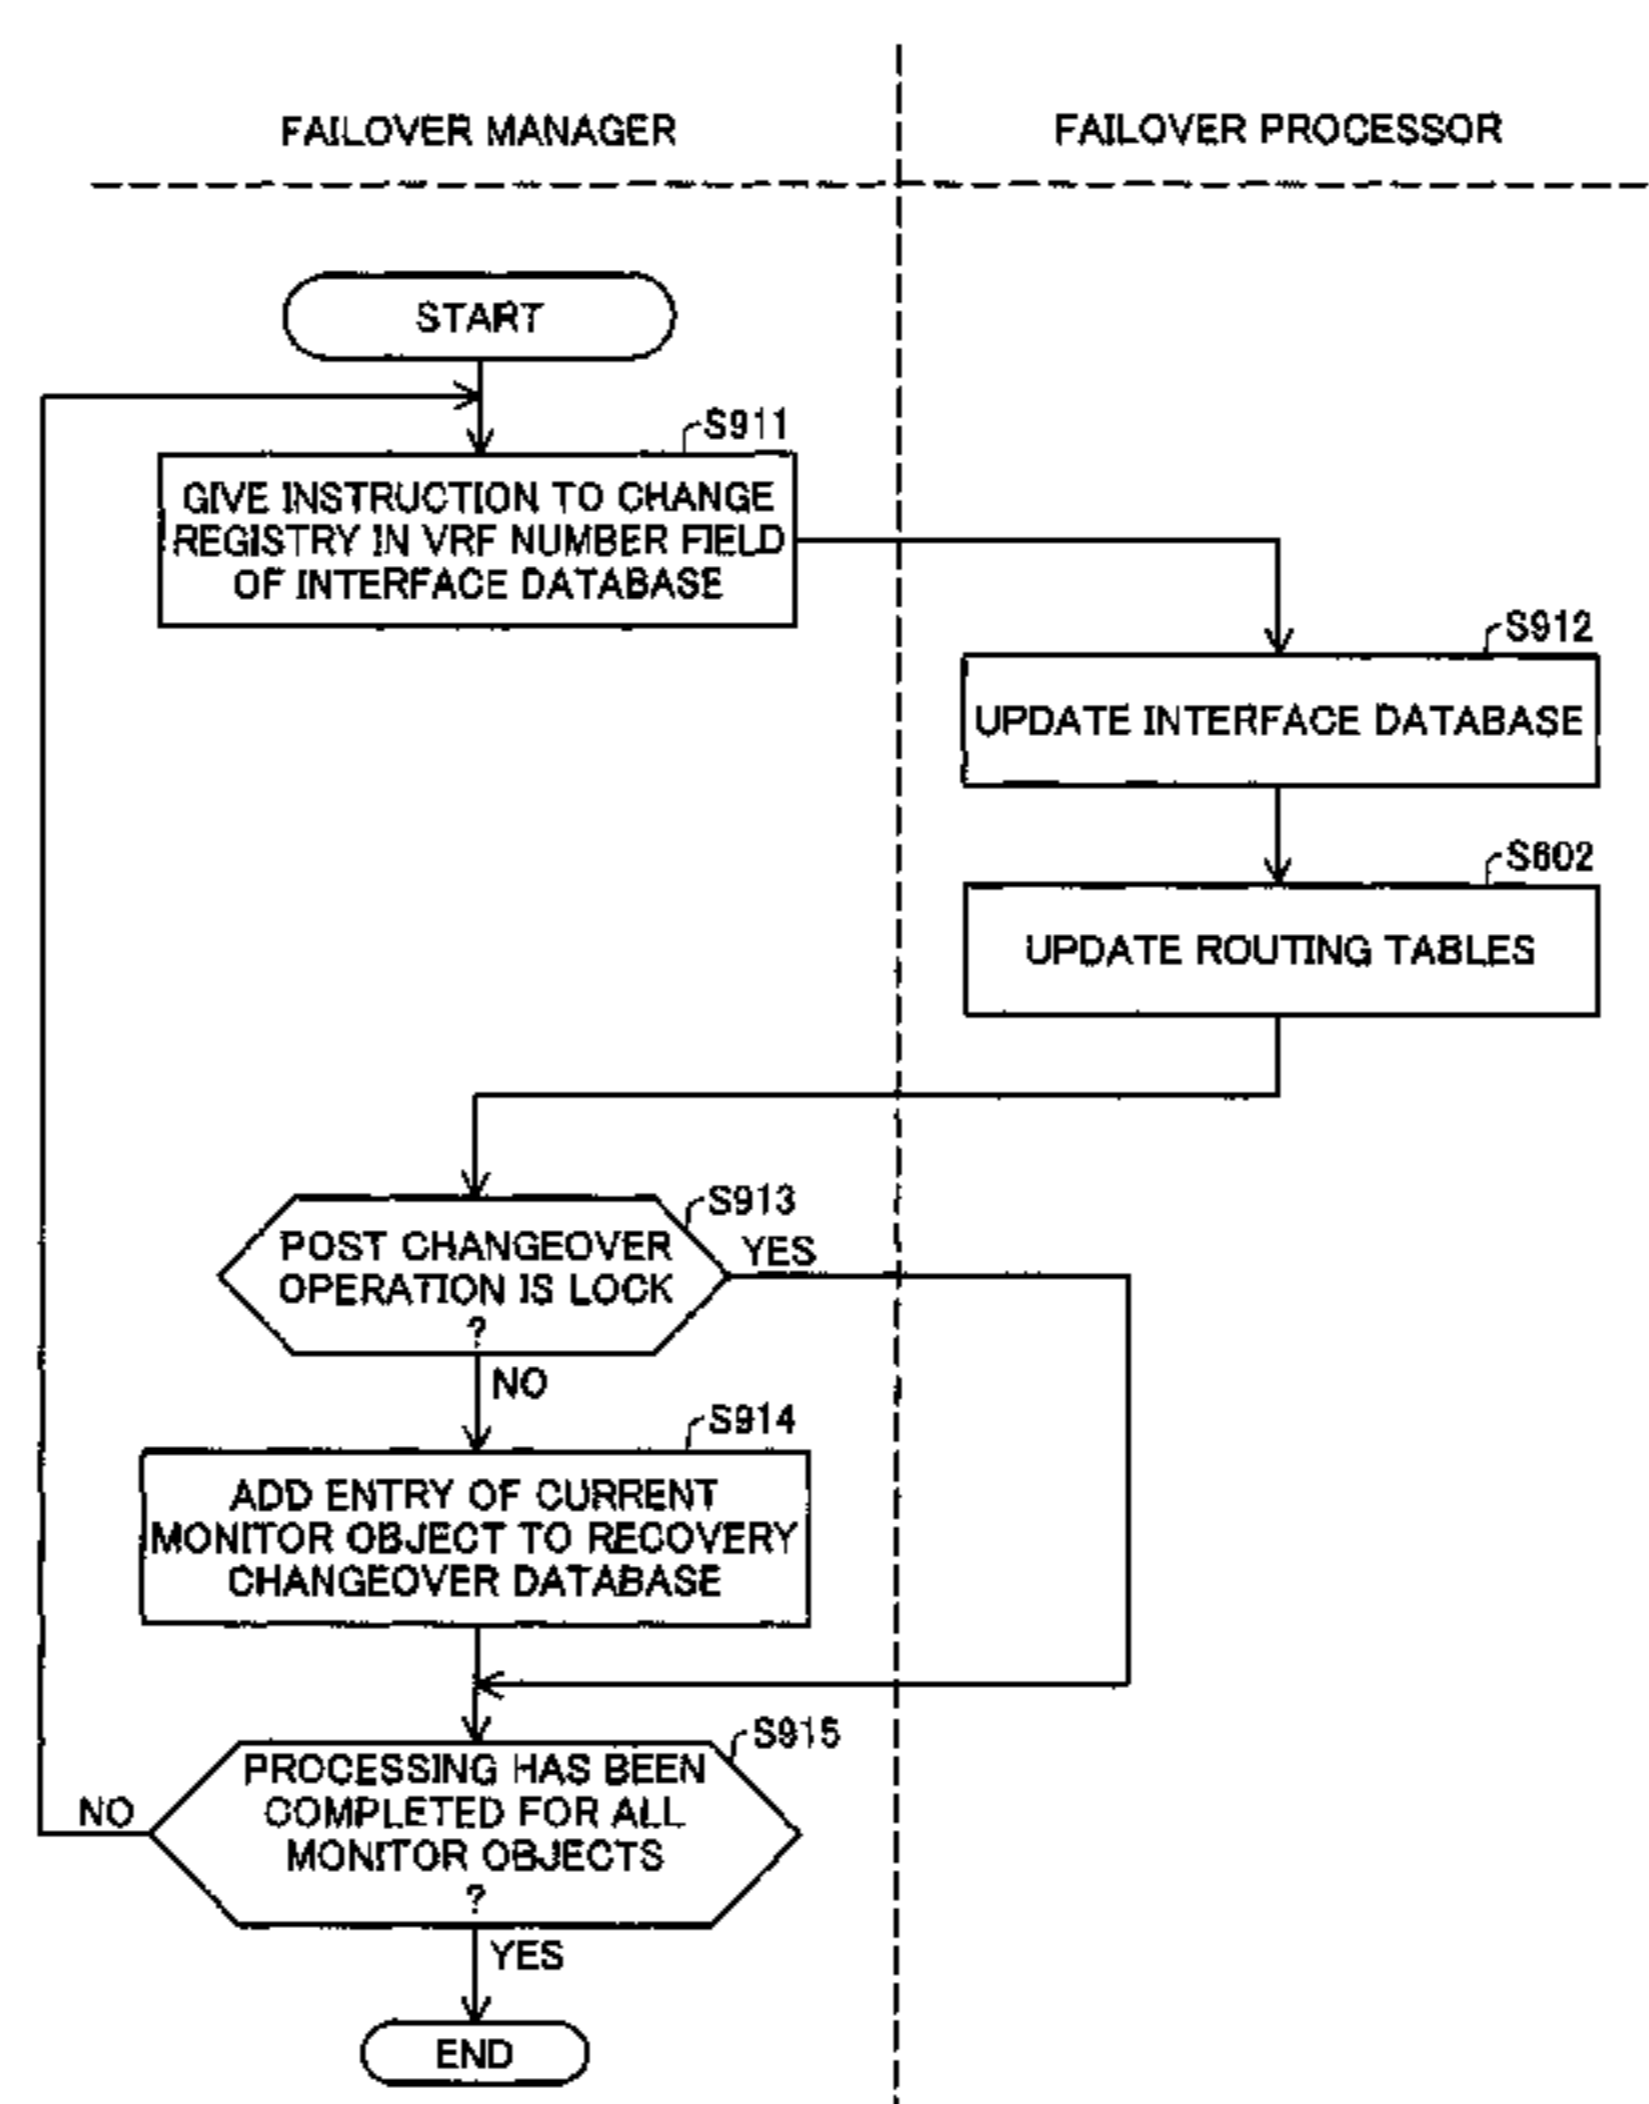 FAILOVER MANAGER
FAILOVER PROCESSOR
START
S911
GIVE INSTRUCTION TO CHANGE
REGISTRY IN VRF NUMBER FIELD
OF INTERFACE DATABASE
S912
UPDATE INTERFACE DATABASE
S602
UPDATE ROUTING TABLES
S913
POST CHANGEOVER
OPERATION IS LOCK
?
YES
NO
S914
ADD ENTRY OF CURRENT
MONITOR OBJECT TO RECOVERY
CHANGEOVER DATABASE
S915
PROCESSING HAS BEEN
COMPLETED FOR ALL
MONITOR OBJECTS
?
NO
YES
END